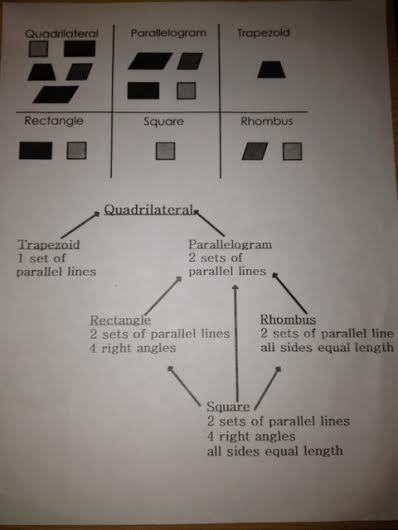 Quadrilateral
Parallelogram
Trapezoid
Rectangle
Square
Rhombus
Quadrilateral
Trapezoid
1 set of
parallel lines
Parallelogram
2 sets of
parallel lines
Rectangle
2 sets of parallel lines
4 right angles
Rhombus
2 sets of parallel line
all sides equal length
Square
2 sets of parallel lines
4 right angles
all sides equal length